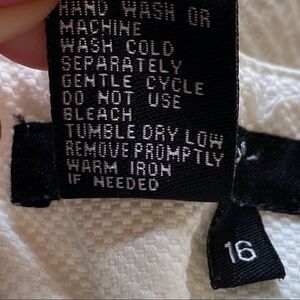 HAND WASH OR
MACHINE
WASH COLD
SEPARATELY
GENTLE CYCLE
DO NOT USE
BLEACH
TUMBLE DRY LOW
REMOVE PROMPTLY
WARM IRON
IF NEEDED
16